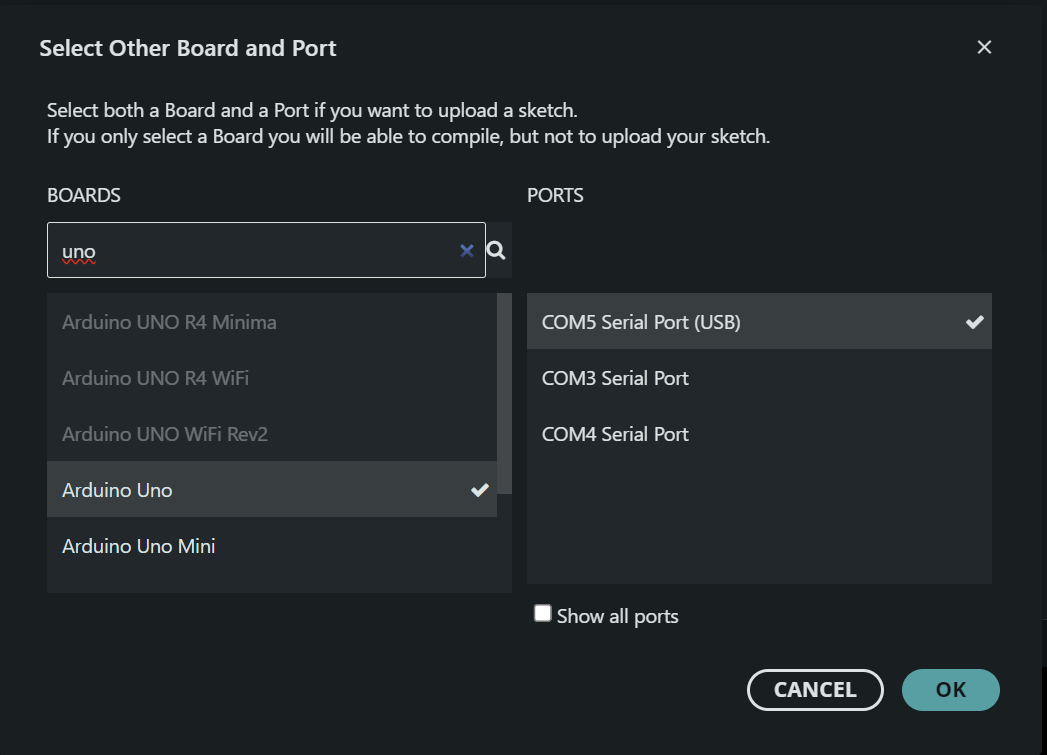 Select Other Board and Port
Select both a Board and a Port if you want to upload a sketch.
If you only select a Board you will be able to compile, but not to upload your sketch.
BOARDS
uno
Arduino UNO R4 Minima
Arduino UNO R4 WiFi
Arduino UNO WiFi Rev2
Arduino Uno
Arduino Uno Mini
PORTS
COM5 Serial Port (USB)
COM3 Serial Port
COM4 Serial Port
Show all ports
CANCEL
OK